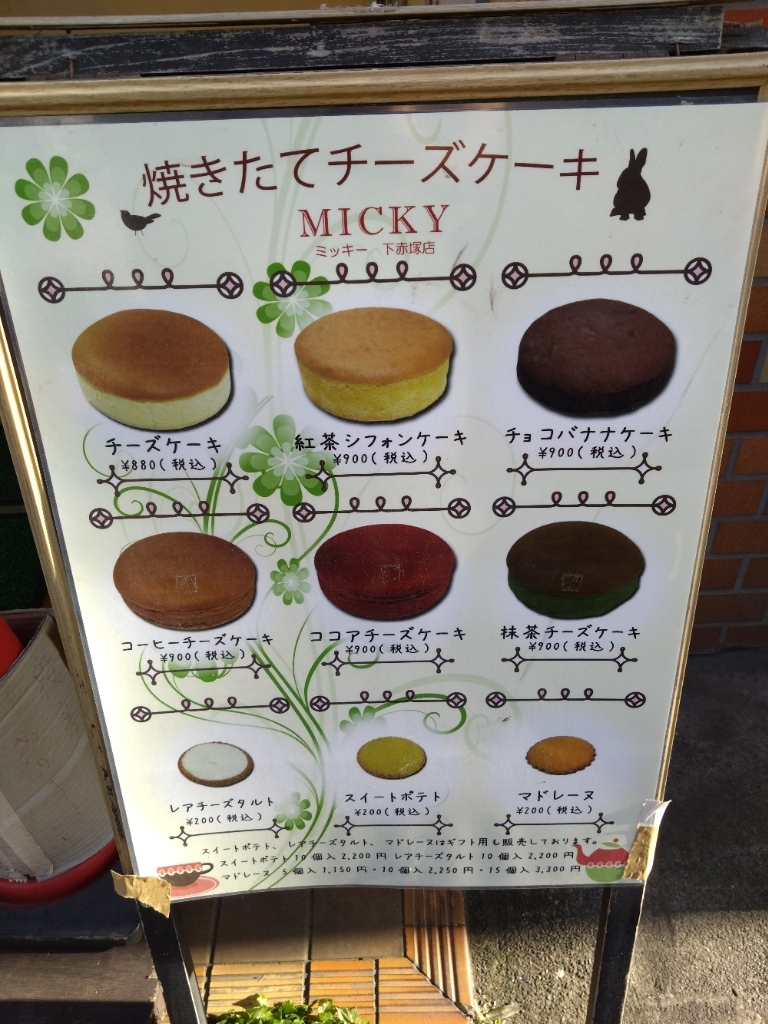 焼きたてチーズケーキ
MICKY
ミッキー 下赤塚店
チーズケーキ 紅茶シフォンケーキ チョコバナナケーキ
¥880(税込) ¥900(税込) ¥900(税込)
コーヒーチーズケーキ ココアチーズケーキ 抹茶チーズケーキ
¥900(税込) ¥900(税込) ¥900(税込)
レアチーズタルト スイートポテト マドレーヌ
¥200(税込) ¥200(税込) ¥200(税込)
スイートポテト、レアチーズタルト、マドレーヌはギフト用も販売しております。
スイートポテト10個入2,200円 レアチーズタルト10個入2,200円
マドレーヌ 5個入1,150円・10個入2,250円・15個入3,300円